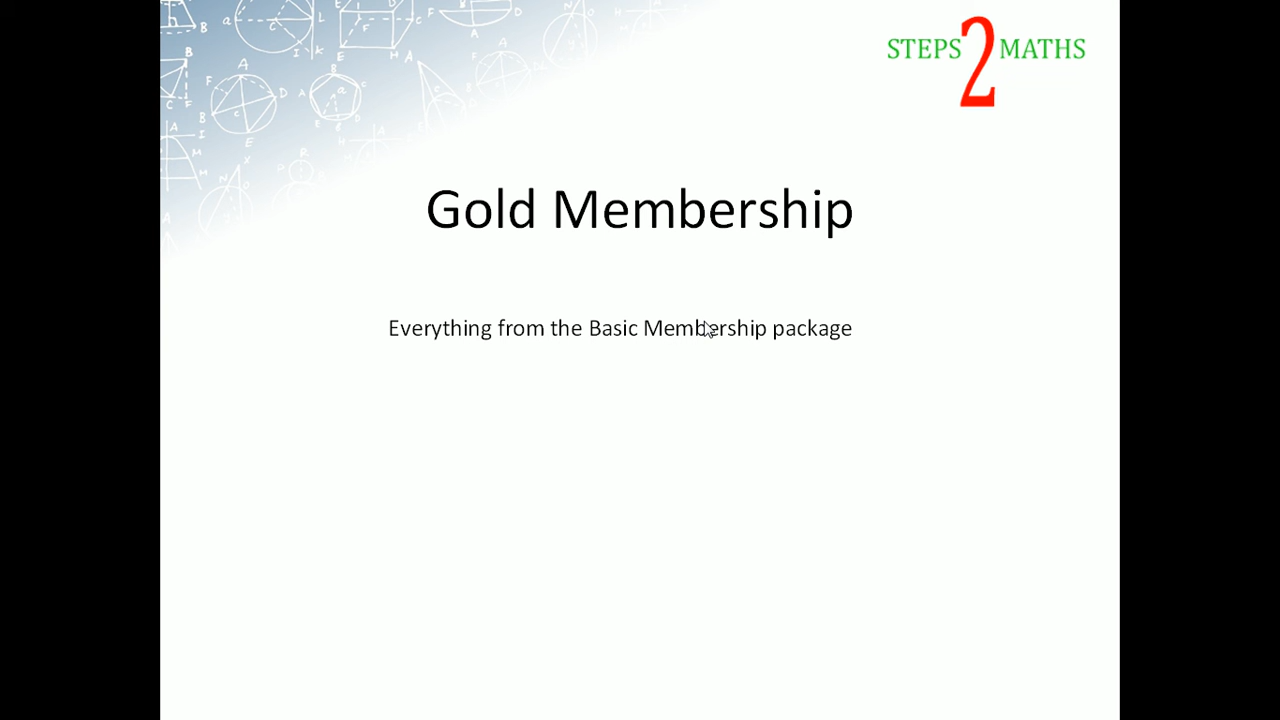 STEPS 2 MATHS
Gold Membership
Everything from the Basic Membership package